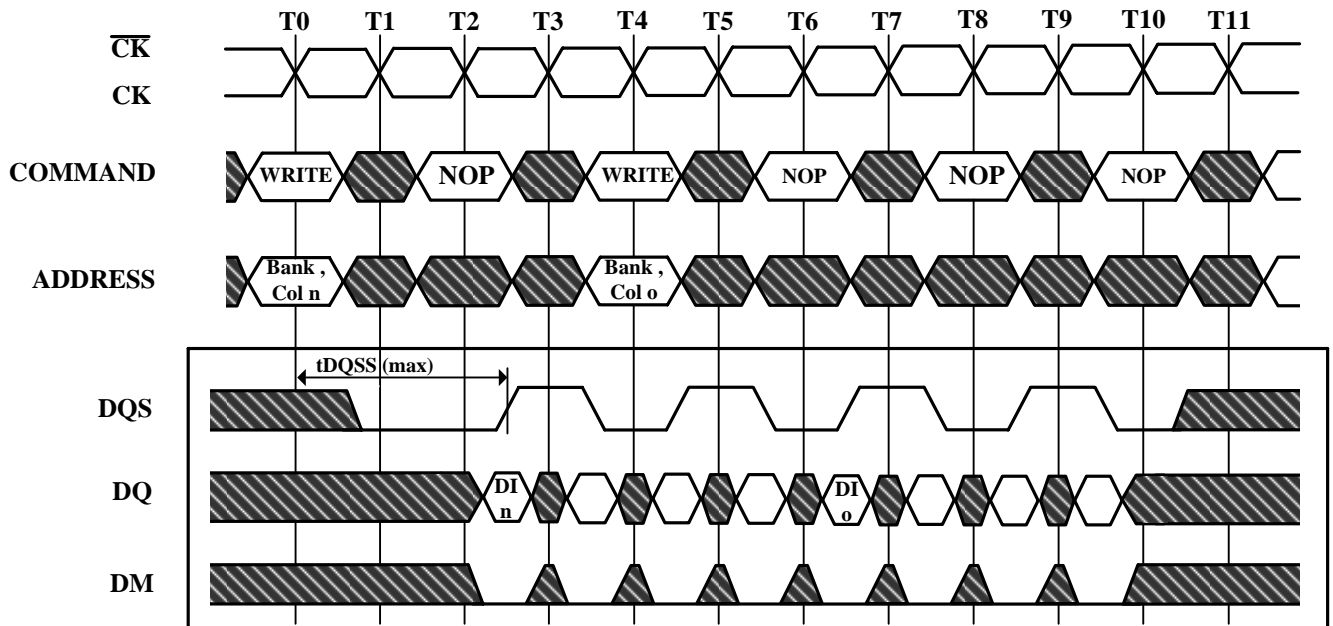 T0 T1 T2 T3 T4 T5 T6 T7 T8 T9 T10 T11
CK
CK
COMMAND WRITE NOP WRITE NOP NOP NOP
ADDRESS Bank , Bank ,
Col n Col o
tDQSS (max)
DQS
DQ DI DI
n o
DM